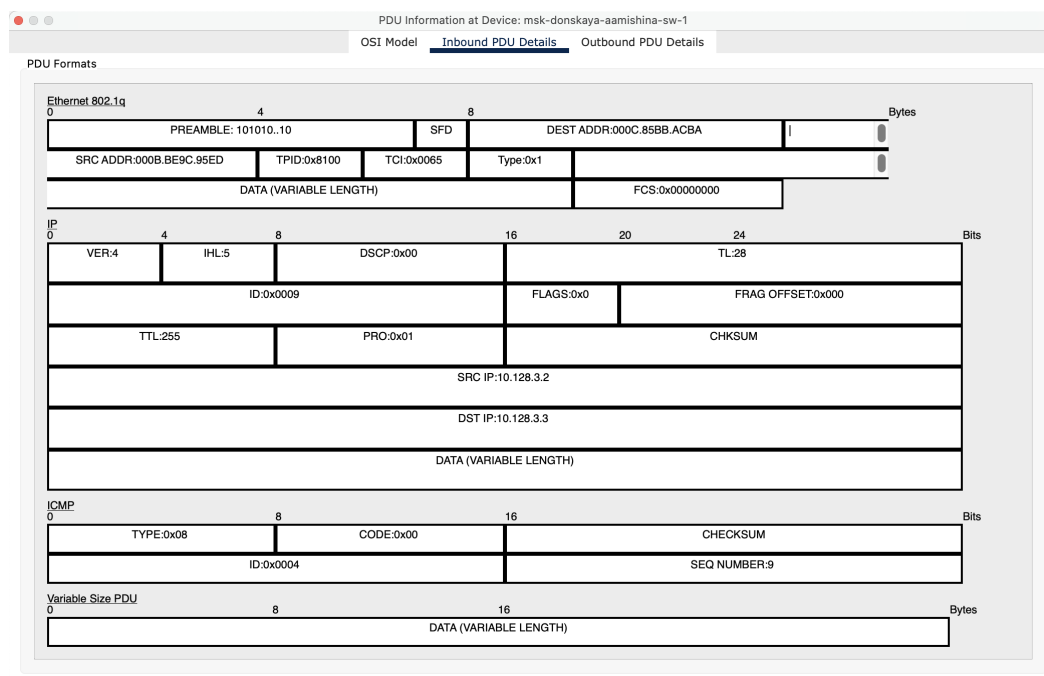 PDU Information at Device: msk-donskaya-aamishina-sw-1
OSI Model Inbound PDU Details Outbound PDU Details
PDU Formats
Ethernet 802.1q
0 4 8 Bytes
PREAMBLE: 101010..10 SFD DEST ADDR:000C.85BB.ACBA
SRC ADDR:000B.BE9C.95ED TPID:0x8100 TCI:0x0065 Type:0x1
DATA (VARIABLE LENGTH) FCS:0x00000000
IP
0 4 8 16 20 24 Bits
VER:4 IHL:5 DSCP:0x00 TL:28
ID:0x0009 FLAGS:0x0 FRAG OFFSET:0x000
TTL:255 PRO:0x01 CHKSUM
SRC IP:10.128.3.2
DST IP:10.128.3.3
DATA (VARIABLE LENGTH)
ICMP
0 8 16 Bits
TYPE:0x08 CODE:0x00 CHECKSUM
ID:0x0004 SEQ NUMBER:9
Variable Size PDU
0 8 16 Bytes
DATA (VARIABLE LENGTH)